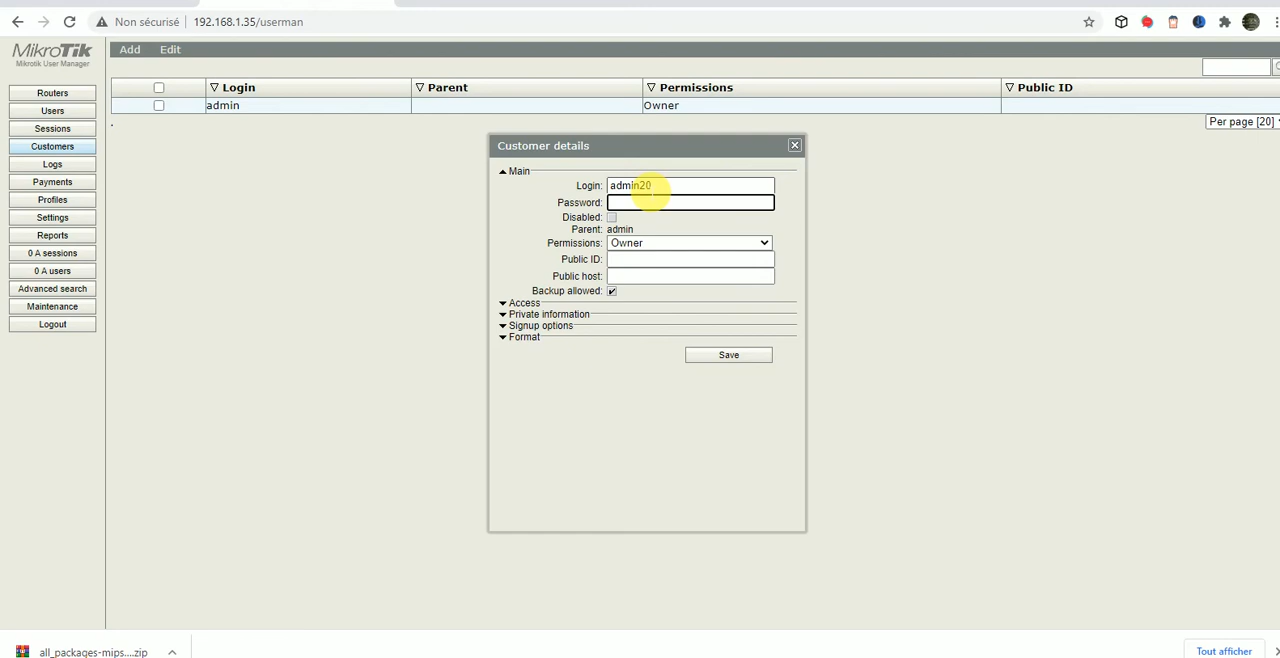 Non sécurisé 192.168.1.35/userman
MikroTik
Mikrotik User Manager
Add Edit
Routers
Users
Sessions
Customers
Logs
Payments
Profiles
Settings
Reports
0 A sessions
0 A users
Advanced search
Maintenance
Logout
▽ Login ▽ Parent ▽ Permissions ▽ Public ID
admin Owner
Per page [20]
Customer details
Main
Login: admin20
Password:
Disabled:
Parent: admin
Permissions: Owner
Public ID:
Public host:
Backup allowed:
Access
Private information
Signup options
Format
Save
all_packages-mips....zip
Tout afficher